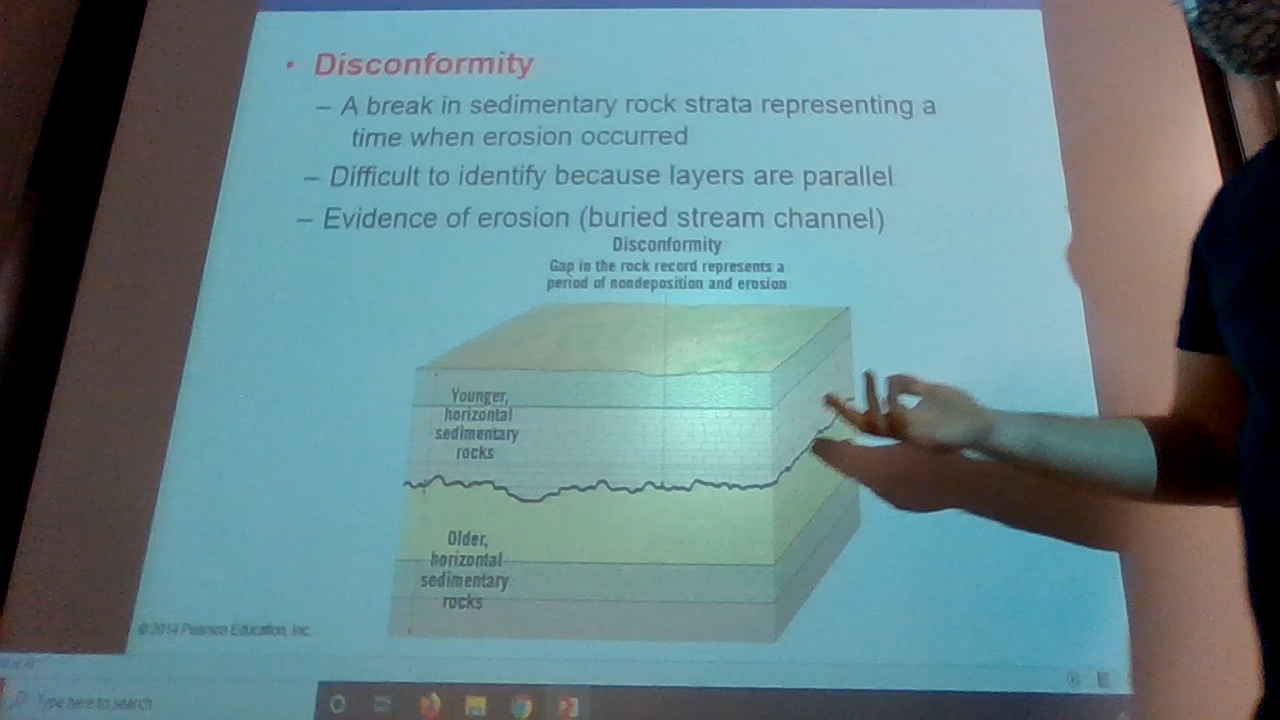 • Disconformity
– A break in sedimentary rock strata representing a
time when erosion occurred
– Difficult to identify because layers are parallel
– Evidence of erosion (buried stream channel)
Disconformity
Gap in the rock record represents a
period of nondeposition and erosion
Younger,
horizontal
sedimentary
rocks
Older,
horizontal
sedimentary
rocks
© 2014 Pearson Education, Inc.
Type here to search